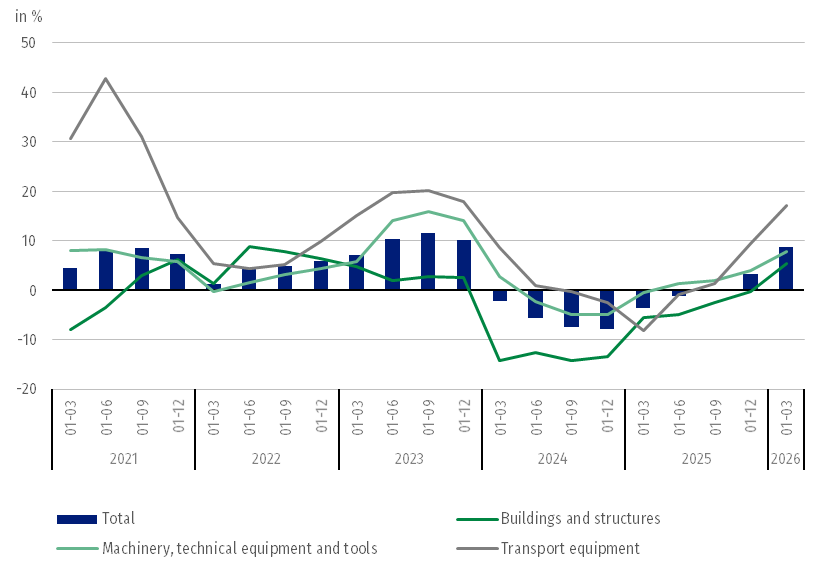 in %
50
40
30
20
10
0
-10
-20
01-03 01-06 01-09 01-12 01-03 01-06 01-09 01-12 01-03 01-06 01-09 01-12 01-03 01-06 01-09 01-12 01-03 01-06 01-09 01-12 01-03
2021 2022 2023 2024 2025 2026
Total Buildings and structures
Machinery, technical equipment and tools Transport equipment